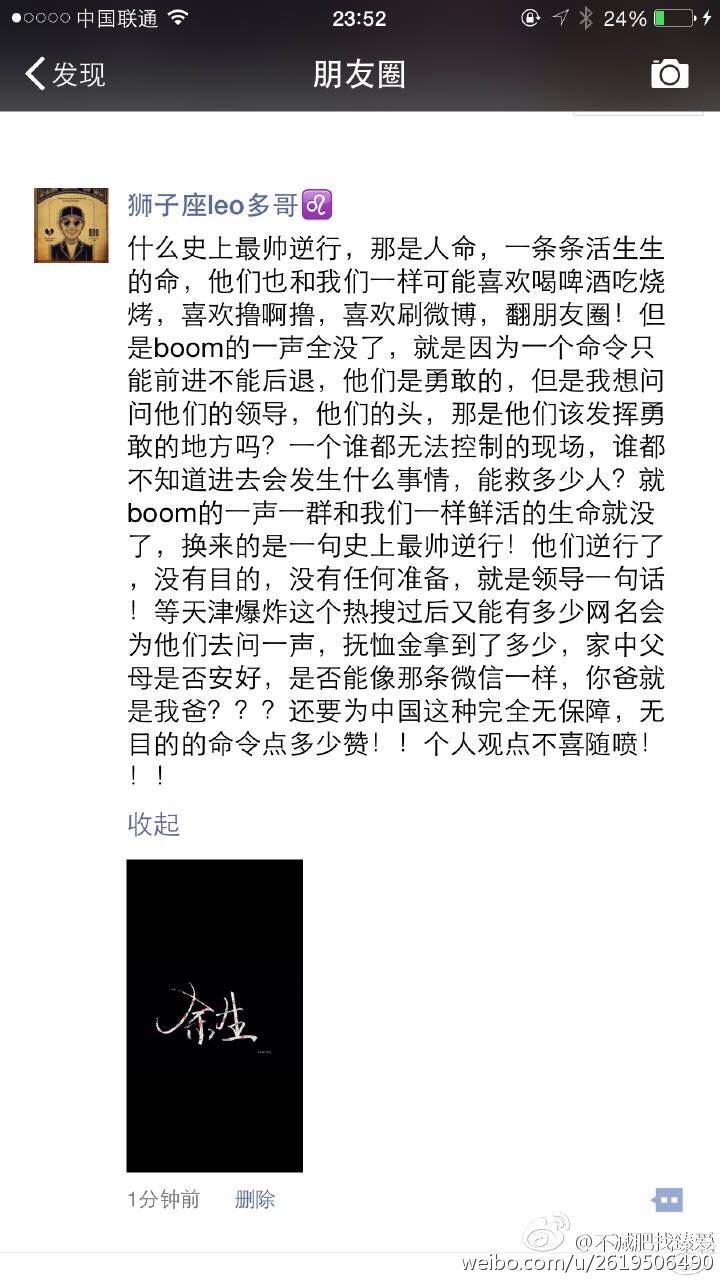 中国联通 23:52 24%
发现 朋友圈
狮子座leo多哥♌
什么史上最帅逆行，那是人命，一条条活生生
的命，他们也和我们一样可能喜欢喝啤酒吃烧
烤，喜欢撸啊撸，喜欢刷微博，翻朋友圈！但
是boom的一声全没了，就是因为一个命令只
能前进不能后退，他们是勇敢的，但是我想问
问他们的领导，他们的头，那是他们该发挥勇
敢的地方吗？一个谁都无法控制的现场，谁都
不知道进去会发生什么事情，能救多少人？就
boom的一声一群和我们一样鲜活的生命就没
了，换来的是一句史上最帅逆行！他们逆行了
，没有目的，没有任何准备，就是领导一句话
！等天津爆炸这个热搜过后又能有多少网名会
为他们去问一声，抚恤金拿到了多少，家中父
母是否安好，是否能像那条微信一样，你爸就
是我爸？？？还要为中国这种完全无保障，无
目的的命令点多少赞！！个人观点不喜随喷！
！！
收起
余生
1分钟前 删除
@不减肥找臻爱
weibo.com/u/2619506490